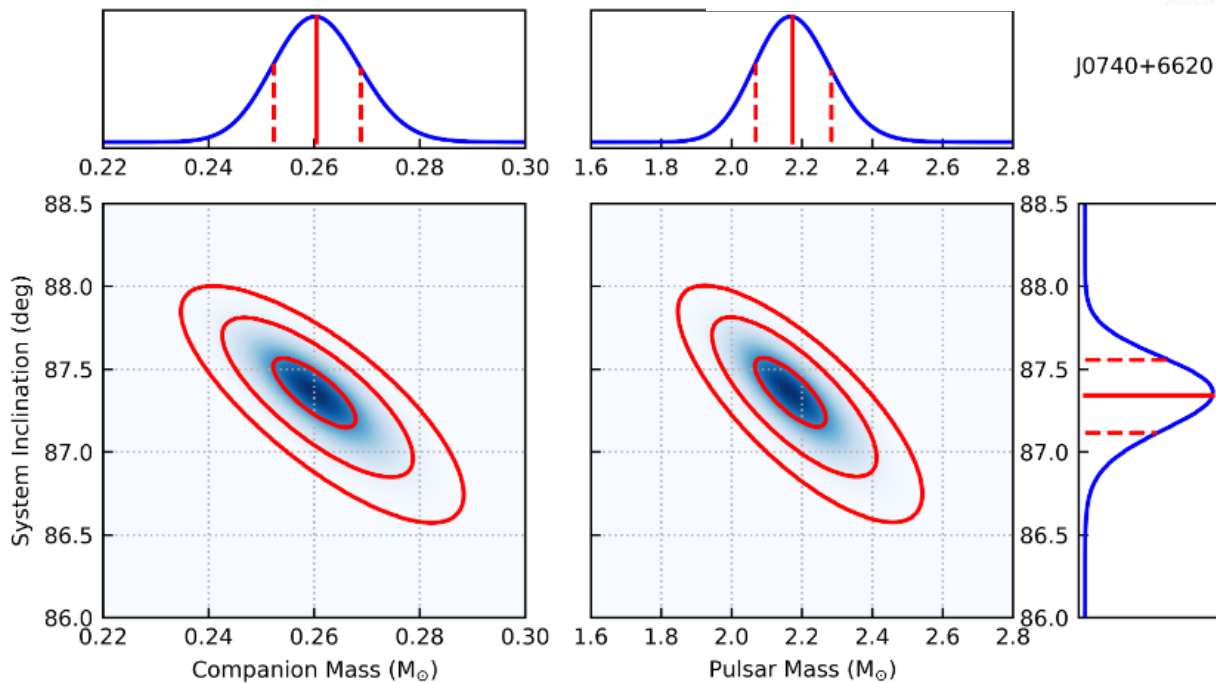 J0740+6620
0.22 0.24 0.26 0.28 0.30
1.6 1.8 2.0 2.2 2.4 2.6 2.8
88.5
88.0
87.5
87.0
86.5
86.0
System Inclination (deg)
0.22 0.24 0.26 0.28 0.30
Companion Mass (M☉)
1.6 1.8 2.0 2.2 2.4 2.6 2.8
Pulsar Mass (M☉)
88.5
88.0
87.5
87.0
86.5
86.0